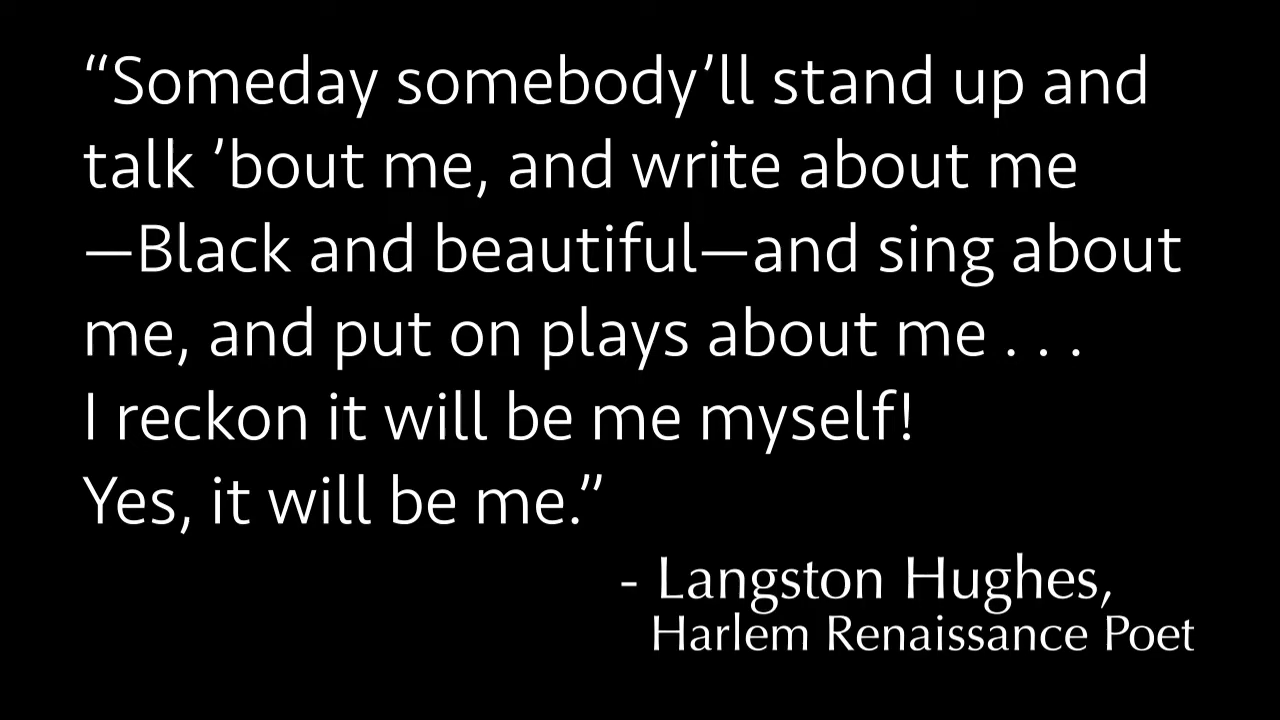 “Someday somebody’ll stand up and
talk ’bout me, and write about me
—Black and beautiful—and sing about
me, and put on plays about me . . .
I reckon it will be me myself!
Yes, it will be me.”
- Langston Hughes,
Harlem Renaissance Poet